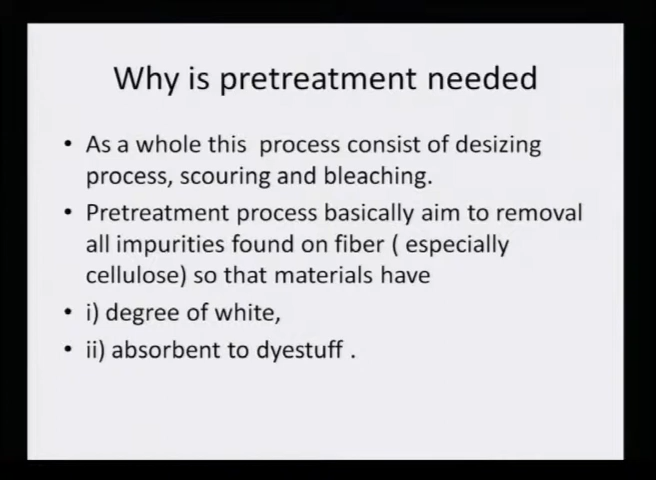 Why is pretreatment needed
• As a whole this process consist of desizing
process, scouring and bleaching.
• Pretreatment process basically aim to removal
all impurities found on fiber ( especially
cellulose) so that materials have
• i) degree of white,
• ii) absorbent to dyestuff .